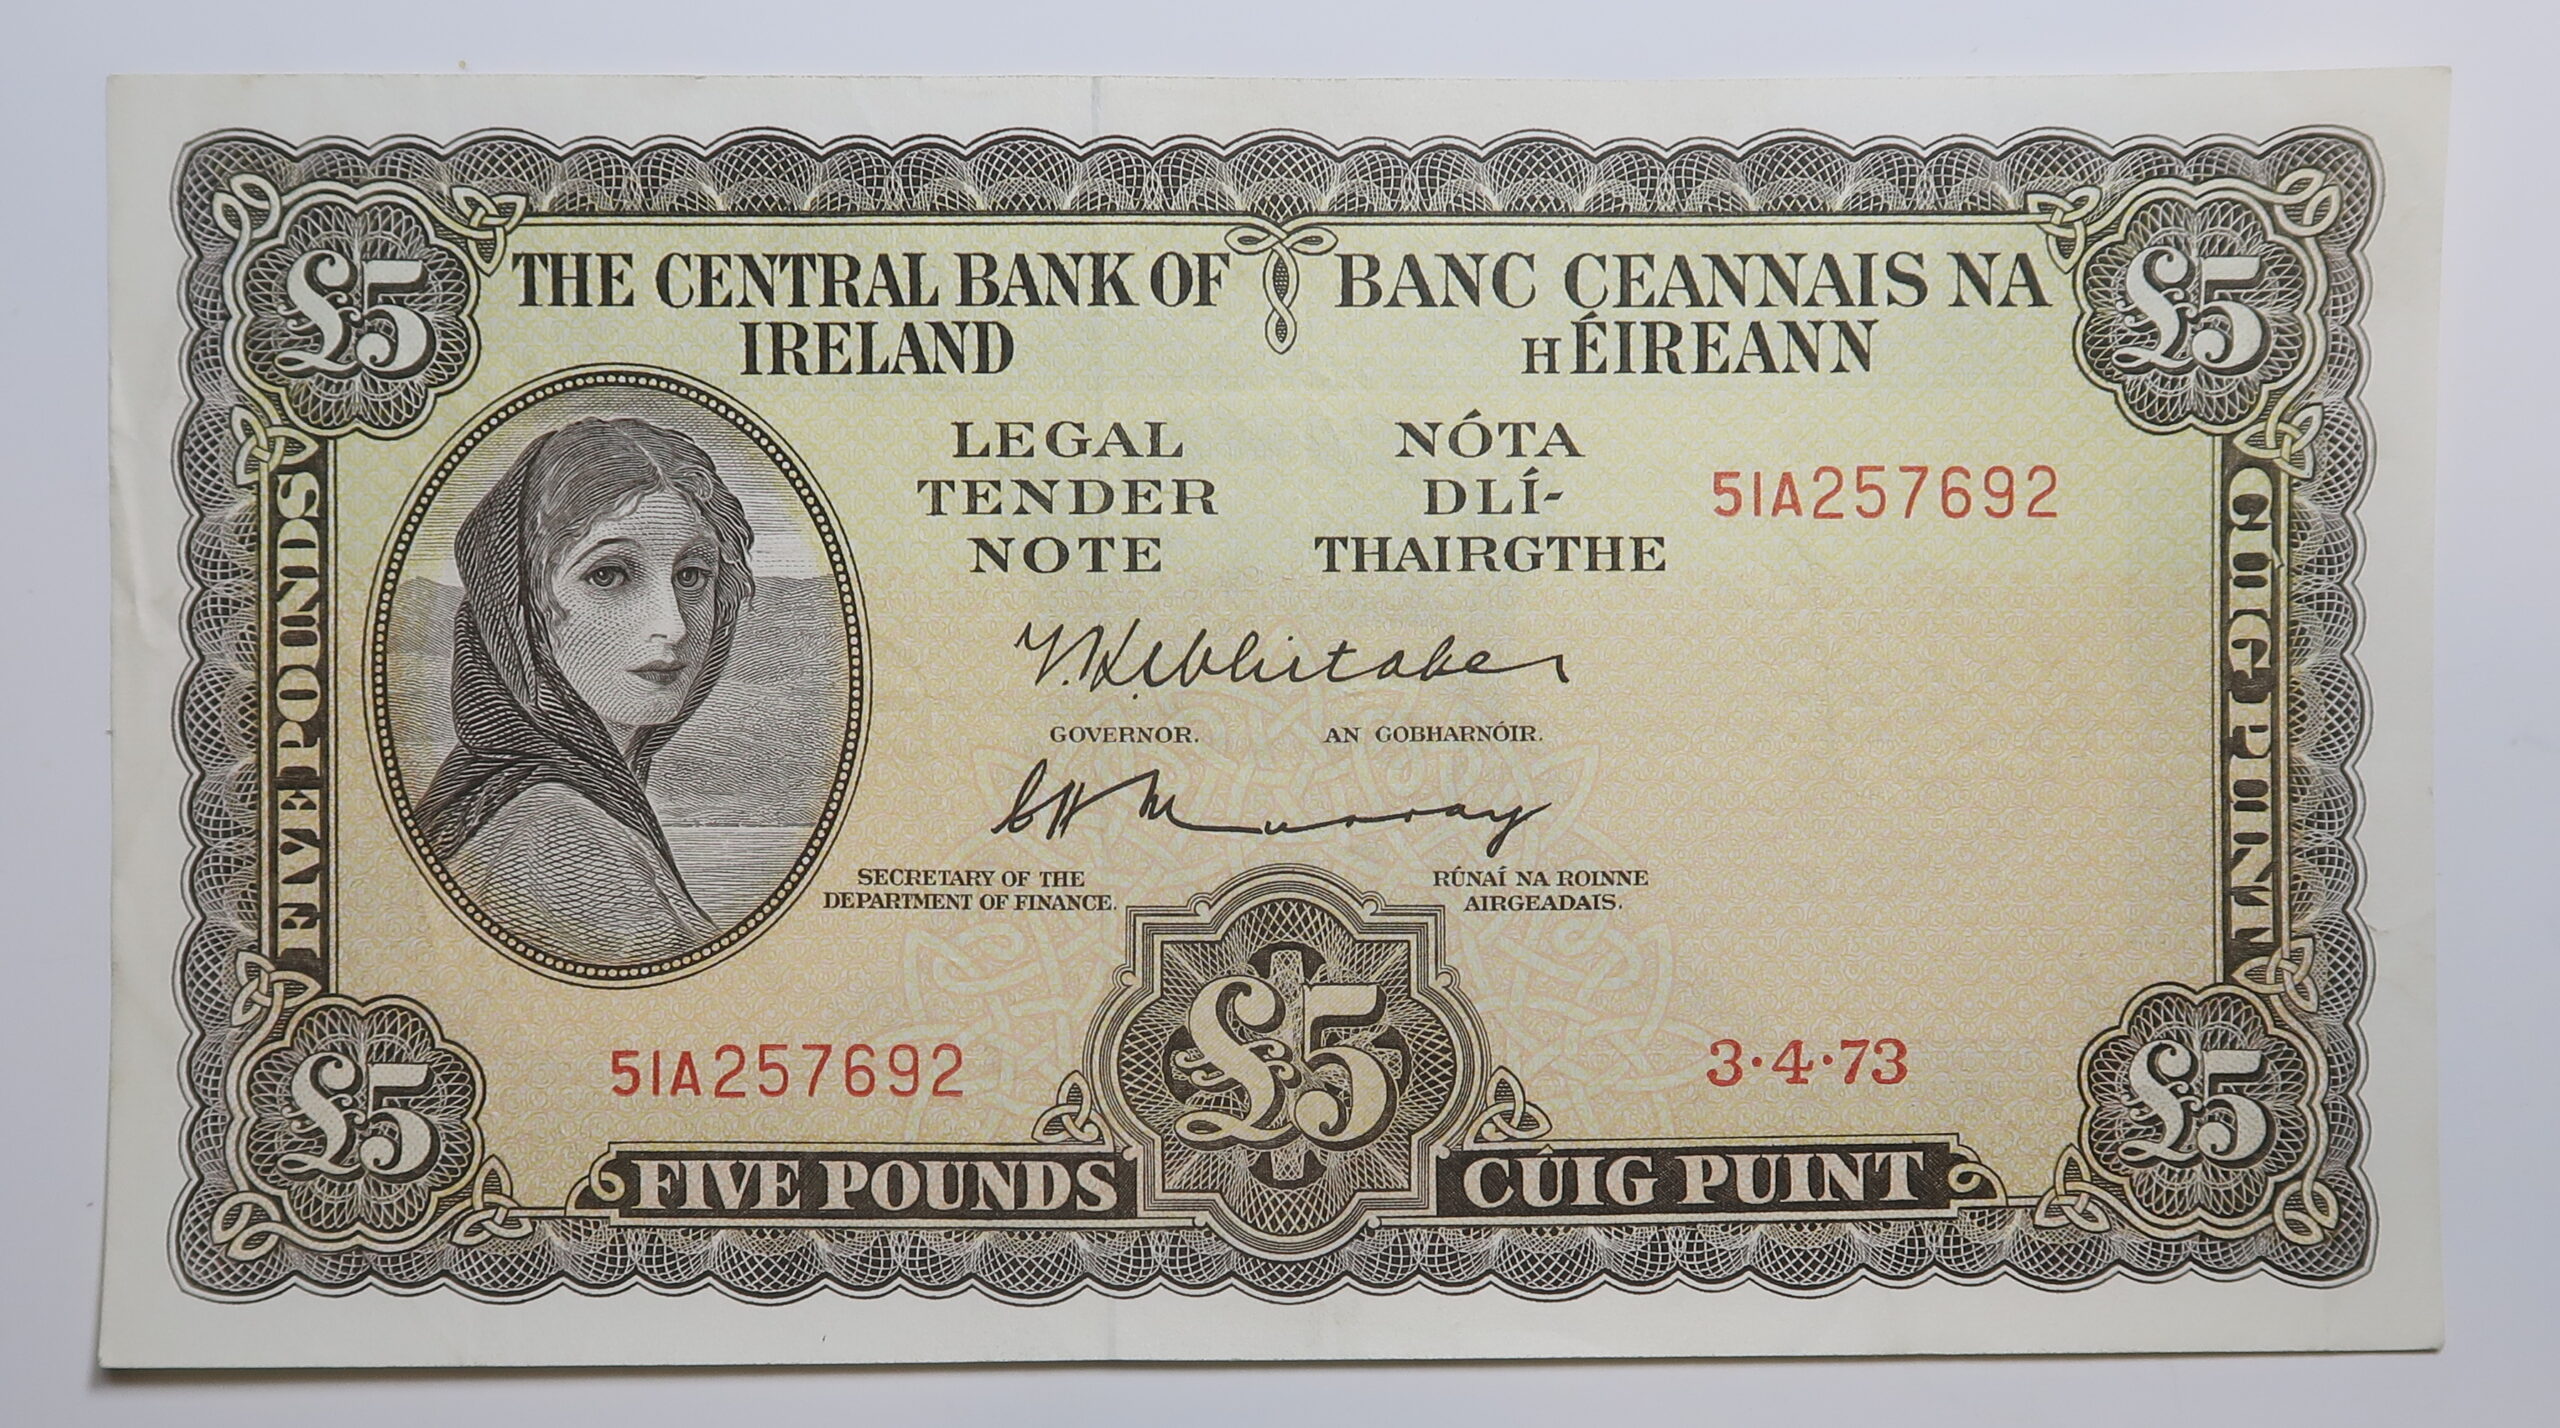 £5
£5
THE CENTRAL BANK OF
IRELAND
BANC CEANNAIS NA
HÉIREANN
LEGAL
TENDER
NOTE
NÓTA
DLÍ-
THAIRGTHE
51A257692
FIVE POUNDS
CÚIG PUINT
T.K.Whitaker
GOVERNOR. AN GOBHARNÓIR.
C H Murray
SECRETARY OF THE
DEPARTMENT OF FINANCE.
RÚNAÍ NA ROINNE
AIRGEADAIS.
51A257692
3·4·73
£5
£5
£5
FIVE POUNDS
CÚIG PUINT